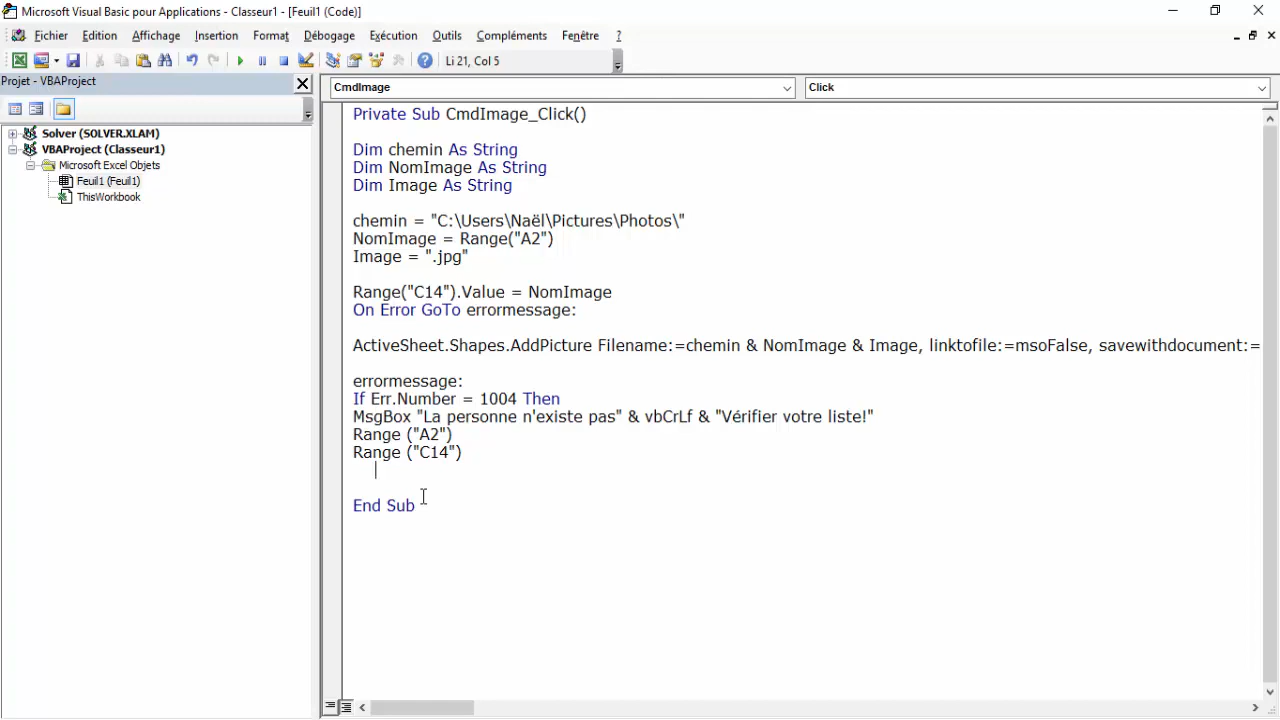 Microsoft Visual Basic pour Applications - Classeur1 - [Feuil1 (Code)]
Fichier Edition Affichage Insertion Format Débogage Exécution Outils Compléments Fenêtre ?
Li 21, Col 5
Projet - VBAProject
CmdImage Click
Solver (SOLVER.XLAM)
VBAProject (Classeur1)
Microsoft Excel Objets
Feuil1 (Feuil1)
ThisWorkbook
Private Sub CmdImage_Click()
Dim chemin As String
Dim NomImage As String
Dim Image As String
chemin = "C:\Users\Naël\Pictures\Photos\"
NomImage = Range("A2")
Image = ".jpg"
Range("C14").Value = NomImage
On Error GoTo errormessage:
ActiveSheet.Shapes.AddPicture Filename:=chemin & NomImage & Image, linktofile:=msoFalse, savewithdocument:=
errormessage:
If Err.Number = 1004 Then
MsgBox "La personne n'existe pas" & vbCrLf & "Vérifier votre liste!"
Range ("A2")
Range ("C14")
End Sub